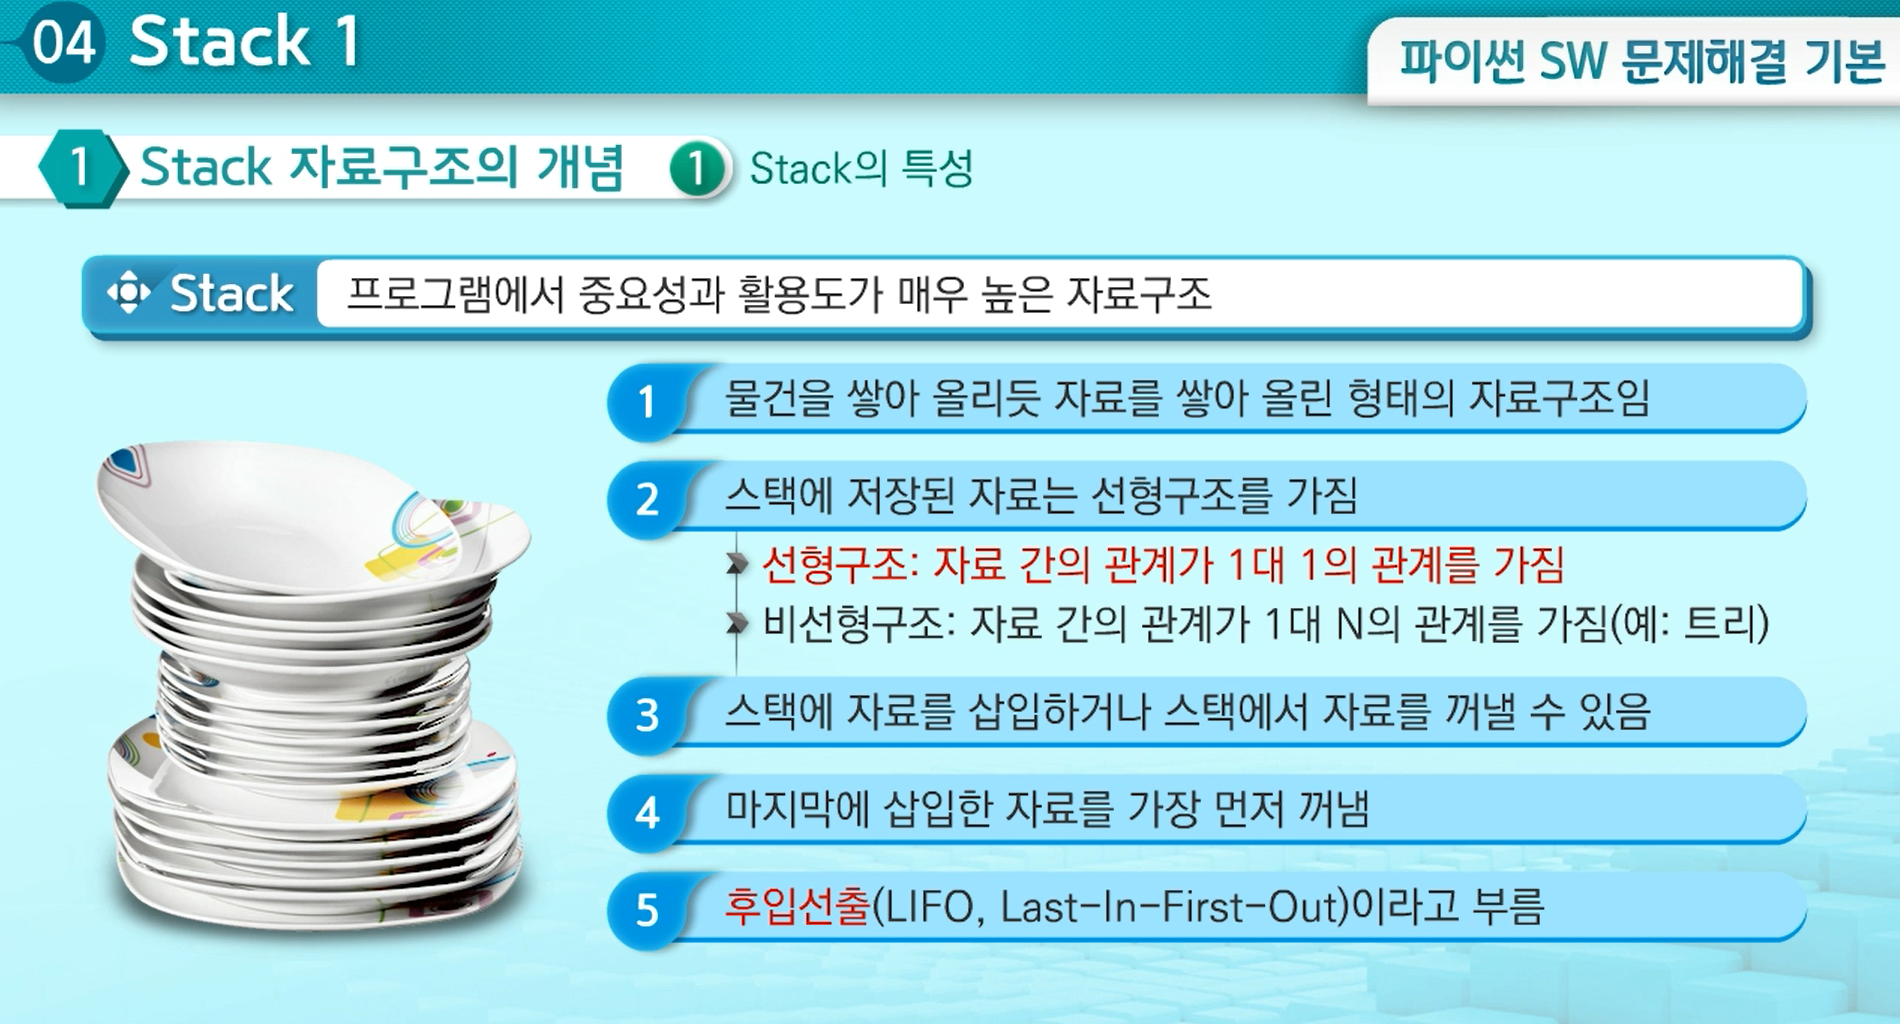 04 Stack 1
파이썬 SW 문제해결 기본
1 Stack 자료구조의 개념 1 Stack의 특성
Stack 프로그램에서 중요성과 활용도가 매우 높은 자료구조
1 물건을 쌓아 올리듯 자료를 쌓아 올린 형태의 자료구조임
2 스택에 저장된 자료는 선형구조를 가짐
선형구조: 자료 간의 관계가 1대 1의 관계를 가짐
비선형구조: 자료 간의 관계가 1대 N의 관계를 가짐(예: 트리)
3 스택에 자료를 삽입하거나 스택에서 자료를 꺼낼 수 있음
4 마지막에 삽입한 자료를 가장 먼저 꺼냄
5 후입선출(LIFO, Last-In-First-Out)이라고 부름